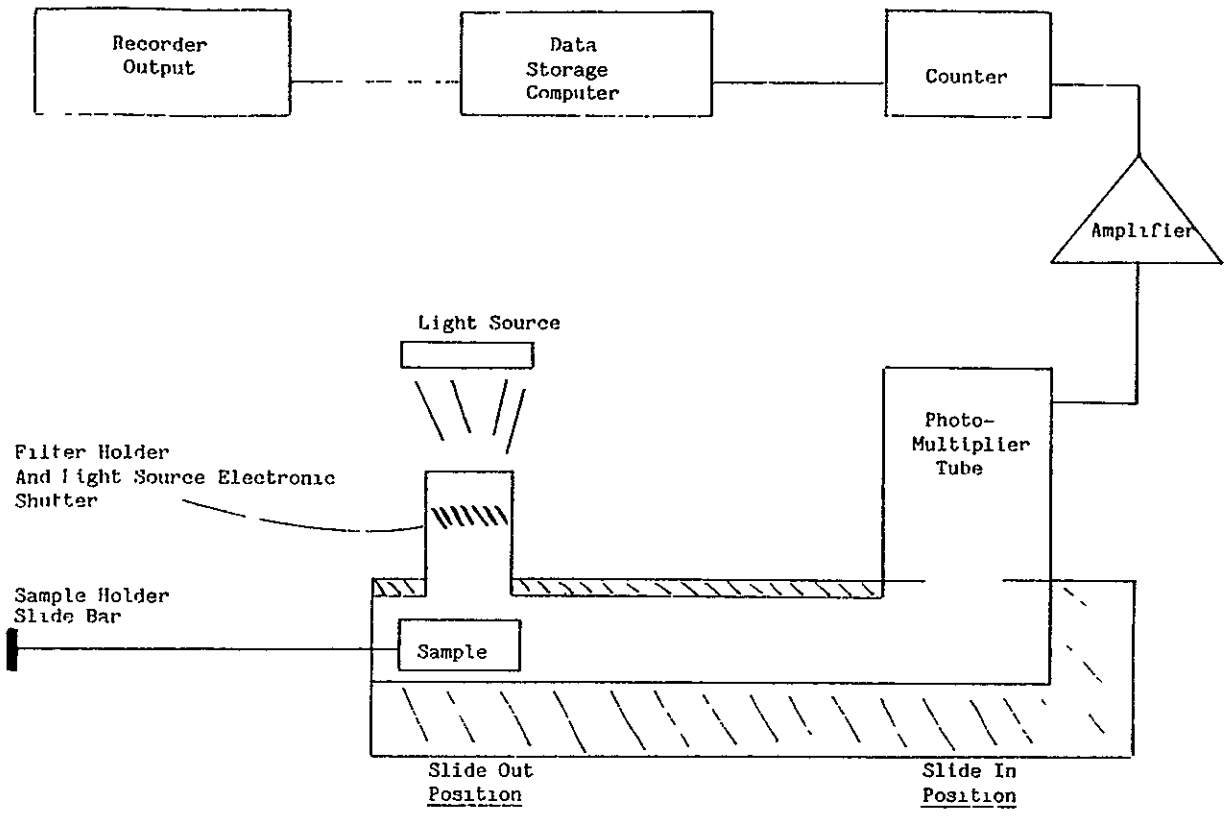 Recorder
Output
Data
Storage
Computer
Counter
Amplifier
Light Source
Photo-
Multiplier
Tube
Filter Holder
And Light Source Electronic
Shutter
Sample Holder
Slide Bar
Sample
Slide Out
Position
Slide In
Position